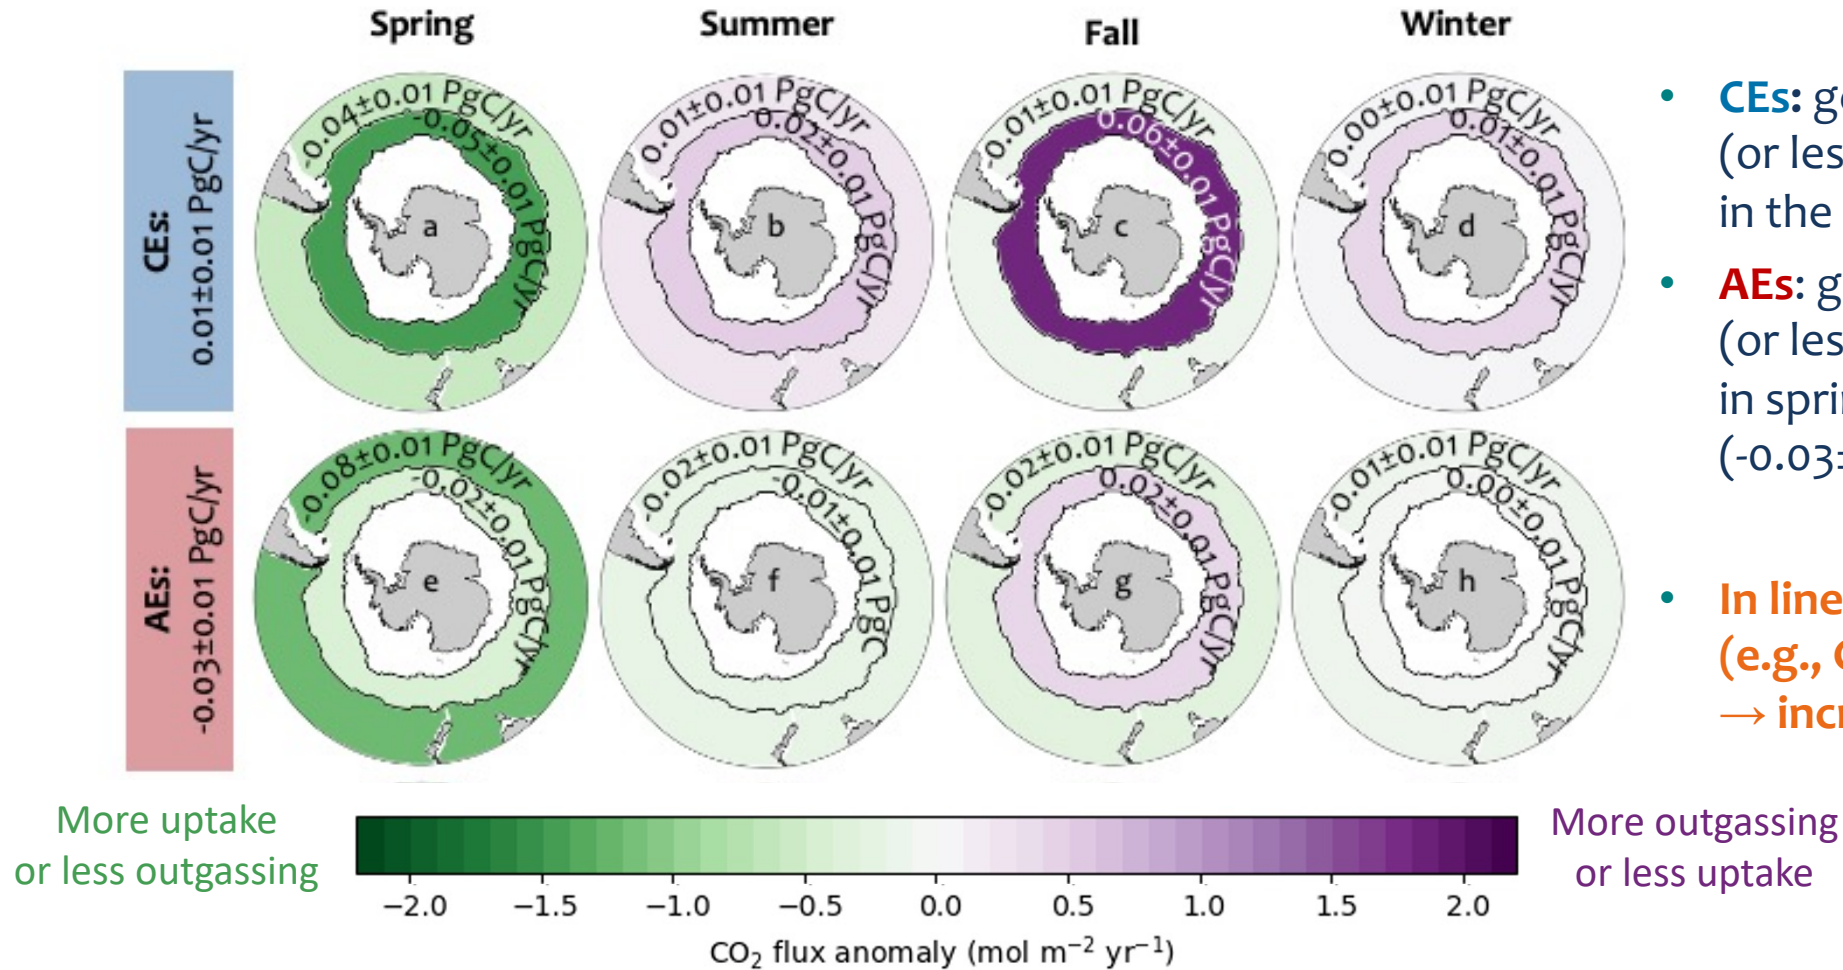 Spring Summer Fall Winter
CEs:
0.01±0.01 PgC/yr
-0.04±0.01 PgC/yr
-0.05±0.01 PgC/yr
a
0.01±0.01 PgC/yr
0.02±0.01 PgC/yr
b
-0.01±0.01 PgC/yr
0.06±0.01 PgC/yr
c
0.00±0.01 PgC/yr
0.01±0.01 PgC/yr
d
AEs:
-0.03±0.01 PgC/yr
-0.08±0.01 PgC/yr
-0.02±0.01 PgC/yr
e
-0.02±0.01 PgC/yr
-0.01±0.01 PgC
f
-0.02±0.01 PgC/yr
0.02±0.01 PgC/yr
g
-0.01±0.01 PgC/yr
0.00±0.01 PgC/yr
h
More uptake
or less outgassing
−2.0 −1.5 −1.0 −0.5 0.0 0.5 1.0 1.5 2.0
CO₂ flux anomaly (mol m⁻² yr⁻¹)
More outgassing
or less uptake
• CEs:
(or
in the
• AEs:
(or
in
(-0.03
• In line
(e.g.,
→